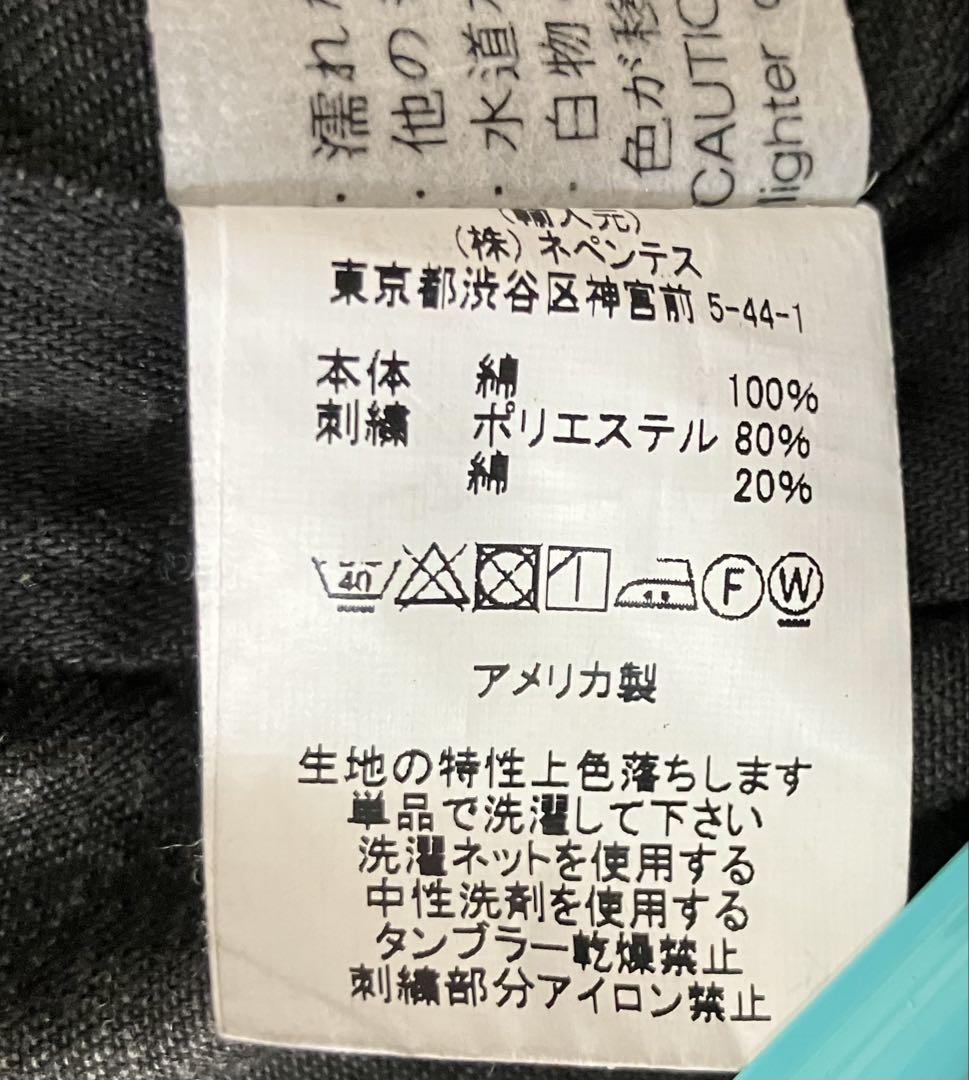 濡れ
他の
水道
白物
色が移
CAUTIO
lighter
(輸入元)
(株) ネペンテス
東京都渋谷区神宮前 5-44-1
本体 綿 100%
刺繍 ポリエステル 80%
綿 20%
40 F W
アメリカ製
生地の特性上色落ちします
単品で洗濯して下さい
洗濯ネットを使用する
中性洗剤を使用する
タンブラー乾燥禁止
刺繍部分アイロン禁止